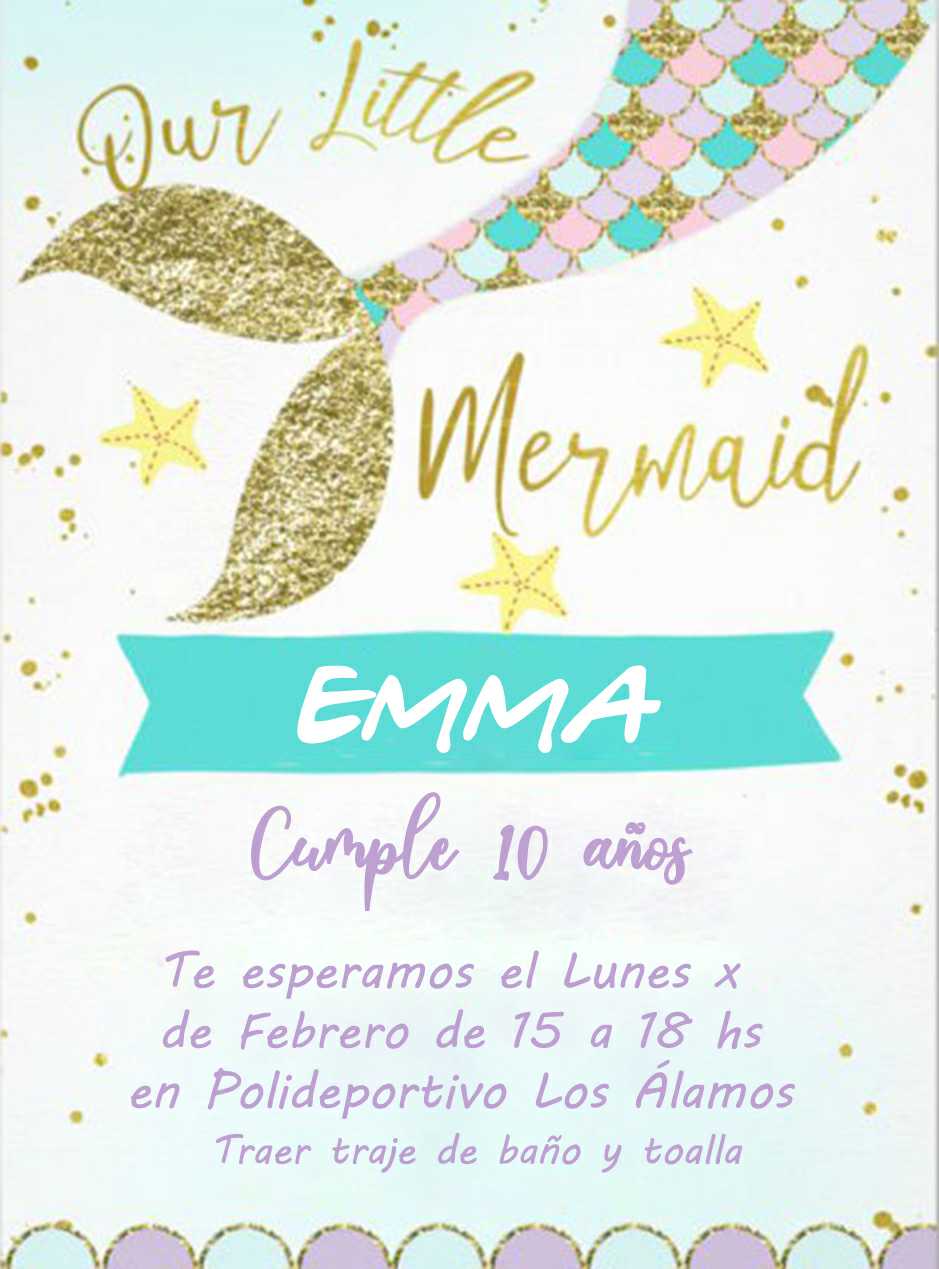 Our Little
Mermaid
EMMA
Cumple 10 años
Te esperamos el Lunes x
de Febrero de 15 a 18 hs
en Polideportivo Los Álamos
Traer traje de baño y toalla